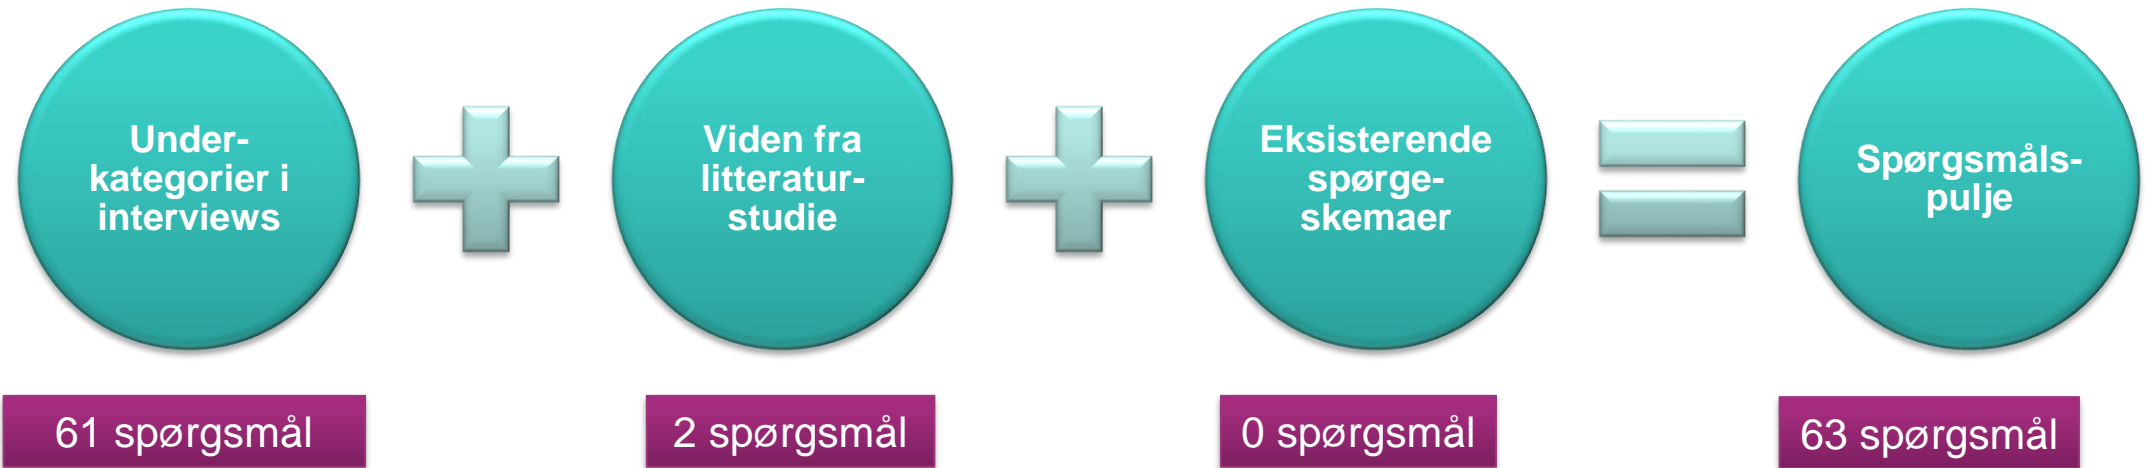 Under-
kategorier i
interviews
Viden fra
litteratur-
studie
Eksisterende
spørge-
skemaer
Spørgsmåls-
pulje
61 spørgsmål
2 spørgsmål
0 spørgsmål
63 spørgsmål